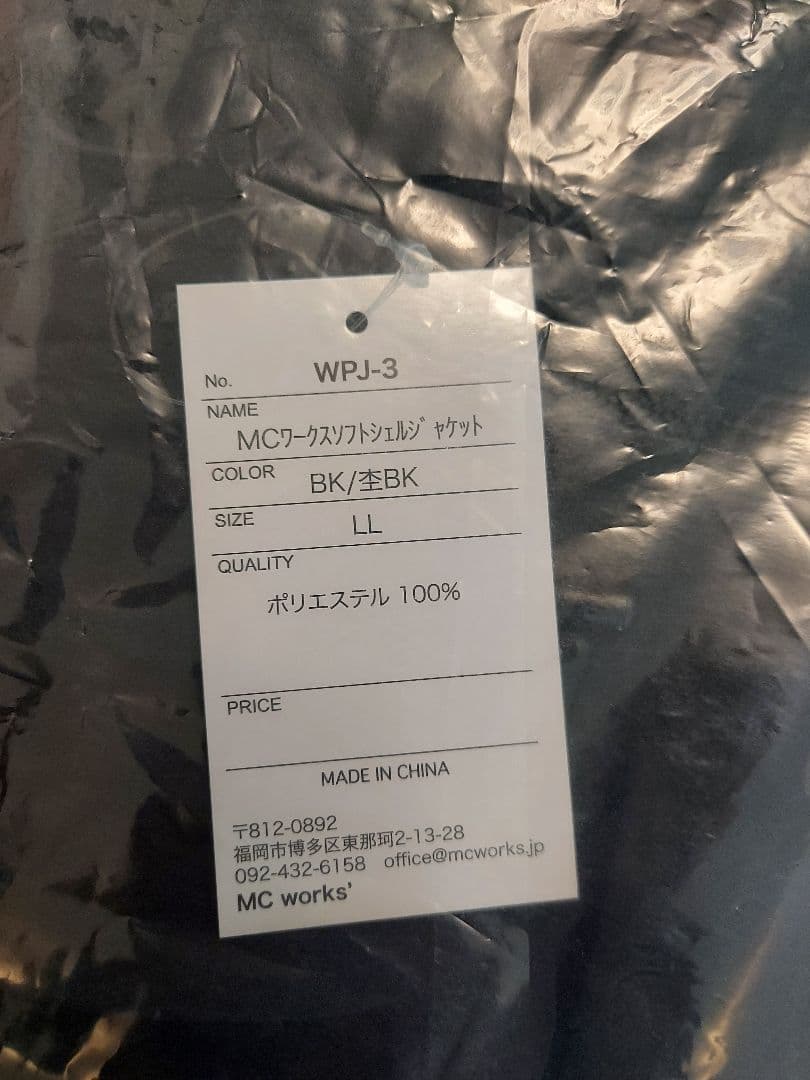 No. WPJ-3
NAME
MCﾜｰｸｽｿﾌﾄｼｪﾙｼﾞｬｹｯﾄ
COLOR BK/杢BK
SIZE LL
QUALITY
ポリエステル 100%
PRICE
MADE IN CHINA
〒812-0892
福岡市博多区東那珂2-13-28
092-432-6158 office@mcworks.jp
MC works'